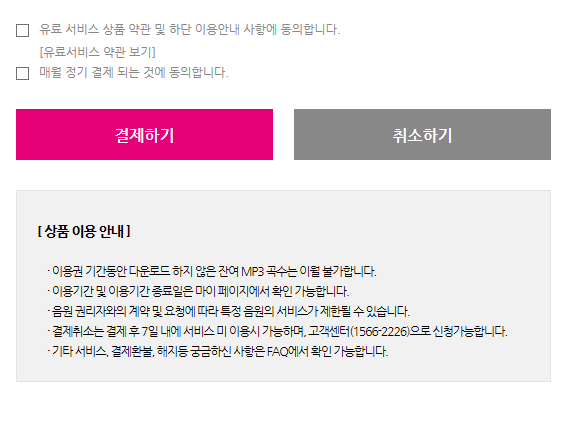 유료 서비스 상품 약관 및 하단 이용안내 사항에 동의합니다.
[유료서비스 약관 보기]
매월 정기 결제 되는 것에 동의합니다.
결제하기 취소하기
[ 상품 이용 안내 ]
· 이용권 기간동안 다운로드 하지 않은 잔여 MP3 곡수는 이월 불가합니다.
· 이용기간 및 이용기간 종료일은 마이 페이지에서 확인 가능합니다.
· 음원 권리자와의 계약 및 요청에 따라 특정 음원의 서비스가 제한될 수 있습니다.
· 결제취소는 결제 후 7일 내에 서비스 미 이용시 가능하며, 고객센터(1566-2226)으로 신청가능합니다.
· 기타 서비스, 결제환불, 해지등 궁금하신 사항은 FAQ에서 확인 가능합니다.